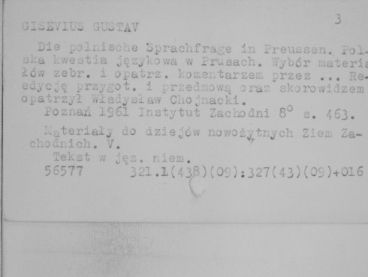 3
GISEVIUS GUSTAV
Die polnische Sprachfrage in Preussen. Pol-
ska kwestia językowa w Prusach. Wybór materia
łów zebr. i opatrz. komentarzem przez ... Re-
edycję przygot. i przedmową oraz skorowidzem
opatrzył Władysław Chojnacki.
Poznań 1961 Instytut Zachodni 8° s. 463.
Materiały do dziejów nowożytnych Ziem Za-
chodnich. V.
Tekst w jęz. niem.
56577 321.1(438)(09):327(43)(09)+016